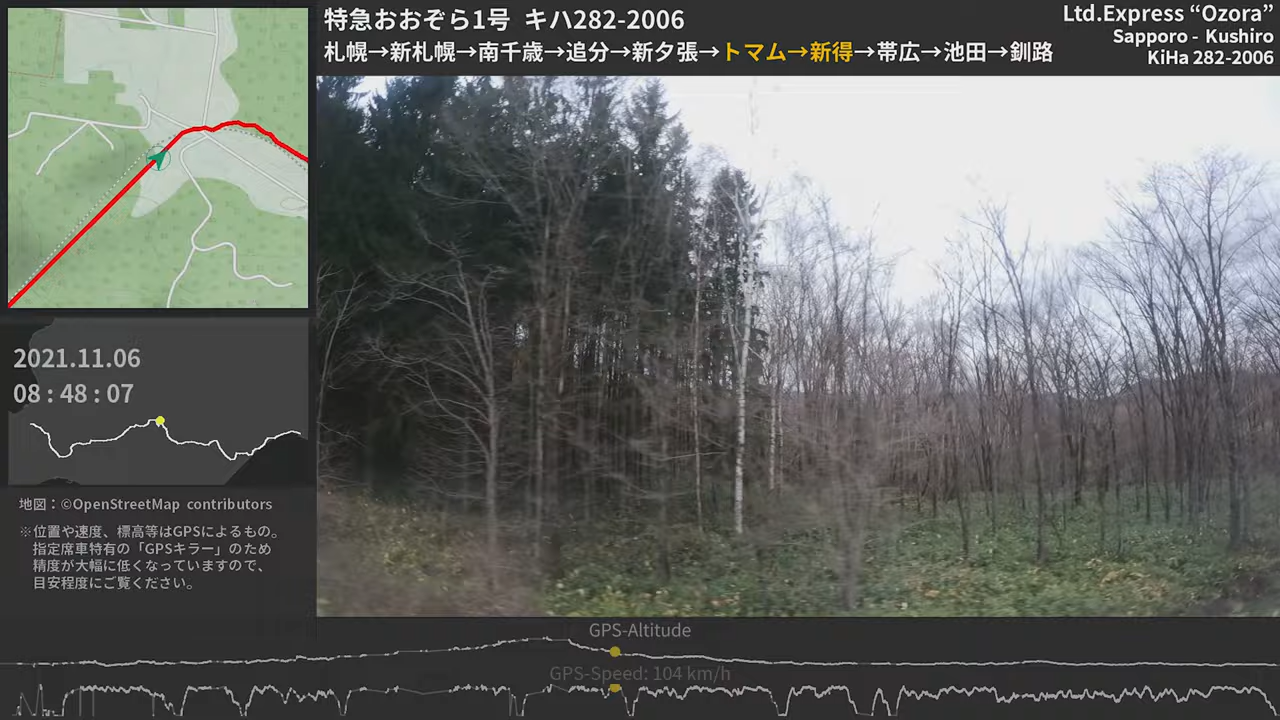 特急おおぞら1号 キハ282-2006
札幌→新札幌→南千歳→追分→新夕張→トマム→新得→帯広→池田→釧路
Ltd.Express “Ozora”
Sapporo - Kushiro
KiHa 282-2006
2021.11.06
08:48:07
地図：©OpenStreetMap contributors
※位置や速度、標高等はGPSによるもの。
指定席車特有の「GPSキラー」のため
精度が大幅に低くなっていますので、
目安程度にご覧ください。
GPS-Altitude
GPS-Speed: 104 km/h